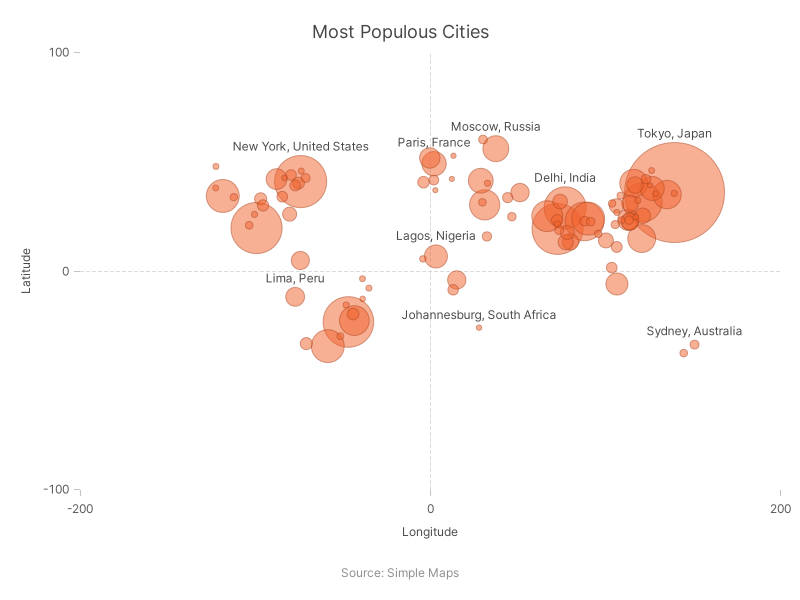 Most Populous Cities
100
Moscow, Russia
Tokyo, Japan
Paris, France
New York, United States
Delhi, India
Lagos, Nigeria
Latitude
0
Lima, Peru
Johannesburg, South Africa
Sydney, Australia
-100
-200
0
200
Longitude
Source: Simple Maps